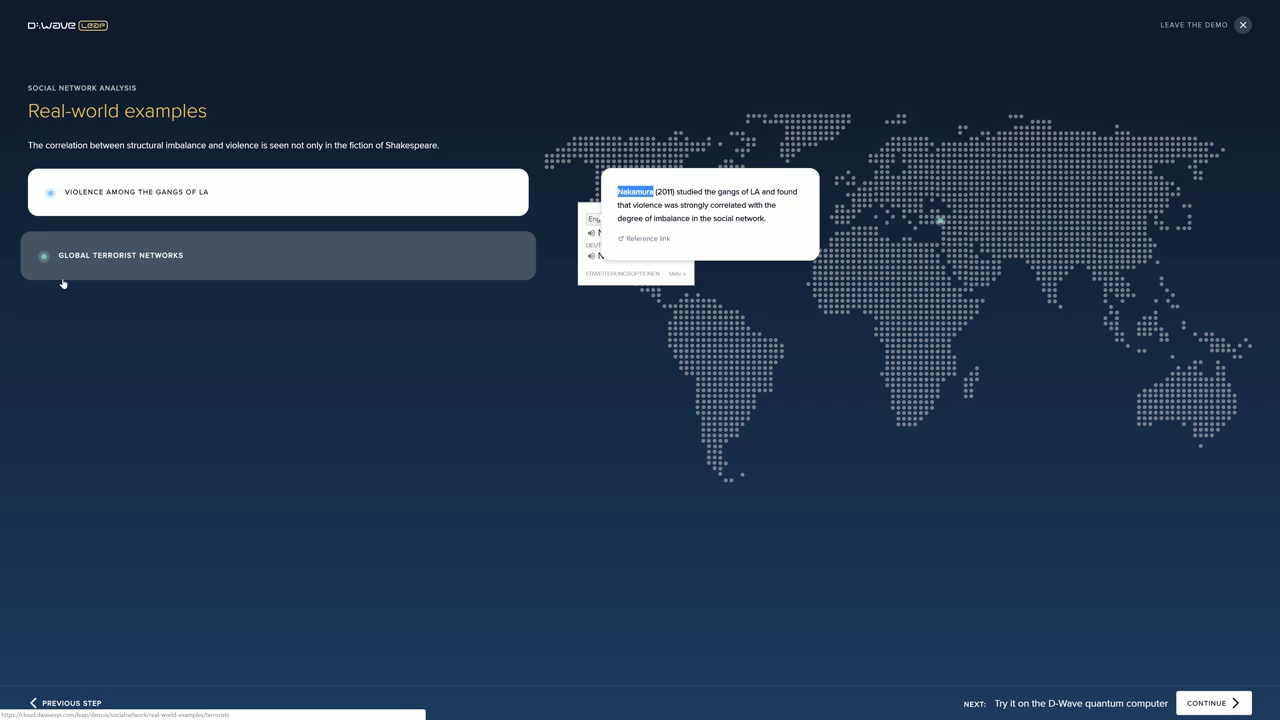 D:WAVE LEAP
LEAVE THE DEMO
SOCIAL NETWORK ANALYSIS
Real-world examples
The correlation between structural imbalance and violence is seen not only in the fiction of Shakespeare.
VIOLENCE AMONG THE GANGS OF LA
GLOBAL TERRORIST NETWORKS
Nakamura (2011) studied the gangs of LA and found
that violence was strongly correlated with the
degree of imbalance in the social network.
Reference link
ERWEITERUNGSOPTIONEN Mehr »
PREVIOUS STEP
NEXT: Try it on the D-Wave quantum computer
CONTINUE
https://cloud.dwavesys.com/leap/demos/socialnetwork/real-world-examples/terrorists